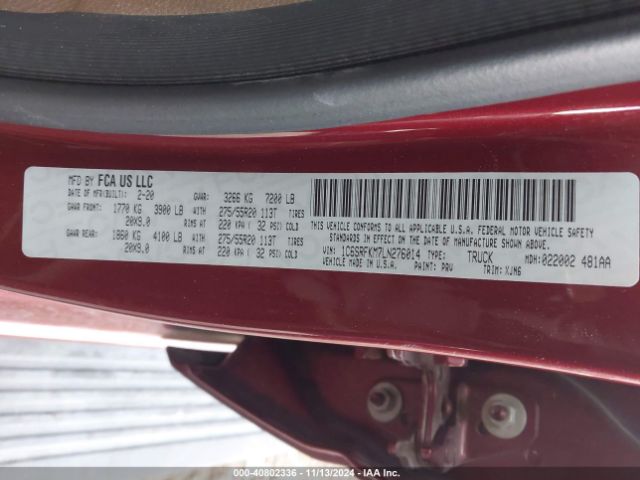 MFD BY FCA US LLC
DATE OF MFR(BUILT): 2-20 GVWR: 3266 KG 7200 LB
GAWR FRONT: 1770 KG 3900 LB WITH 275/55R20 113T TIRES
20X9.0 RIMS AT 220 KPA ( 32 PSI) COLD
GAWR REAR: 1860 KG 4100 LB WITH 275/55R20 113T TIRES
20X9.0 RIMS AT 220 KPA ( 32 PSI) COLD
THIS VEHICLE CONFORMS TO ALL APPLICABLE U.S.A. FEDERAL MOTOR VEHICLE
STANDARDS IN EFFECT ON THE DATE OF MANUFACTURE SHOWN ABOVE.
VIN: 1C6SRFKM7LN276014 TYPE: TRUCK MDH: 022002 481AA
VEHICLE MADE IN U.S.A. PAINT: PRV TRIM: XJN6
000-40802336 - 11/13/2024 - IAA Inc.